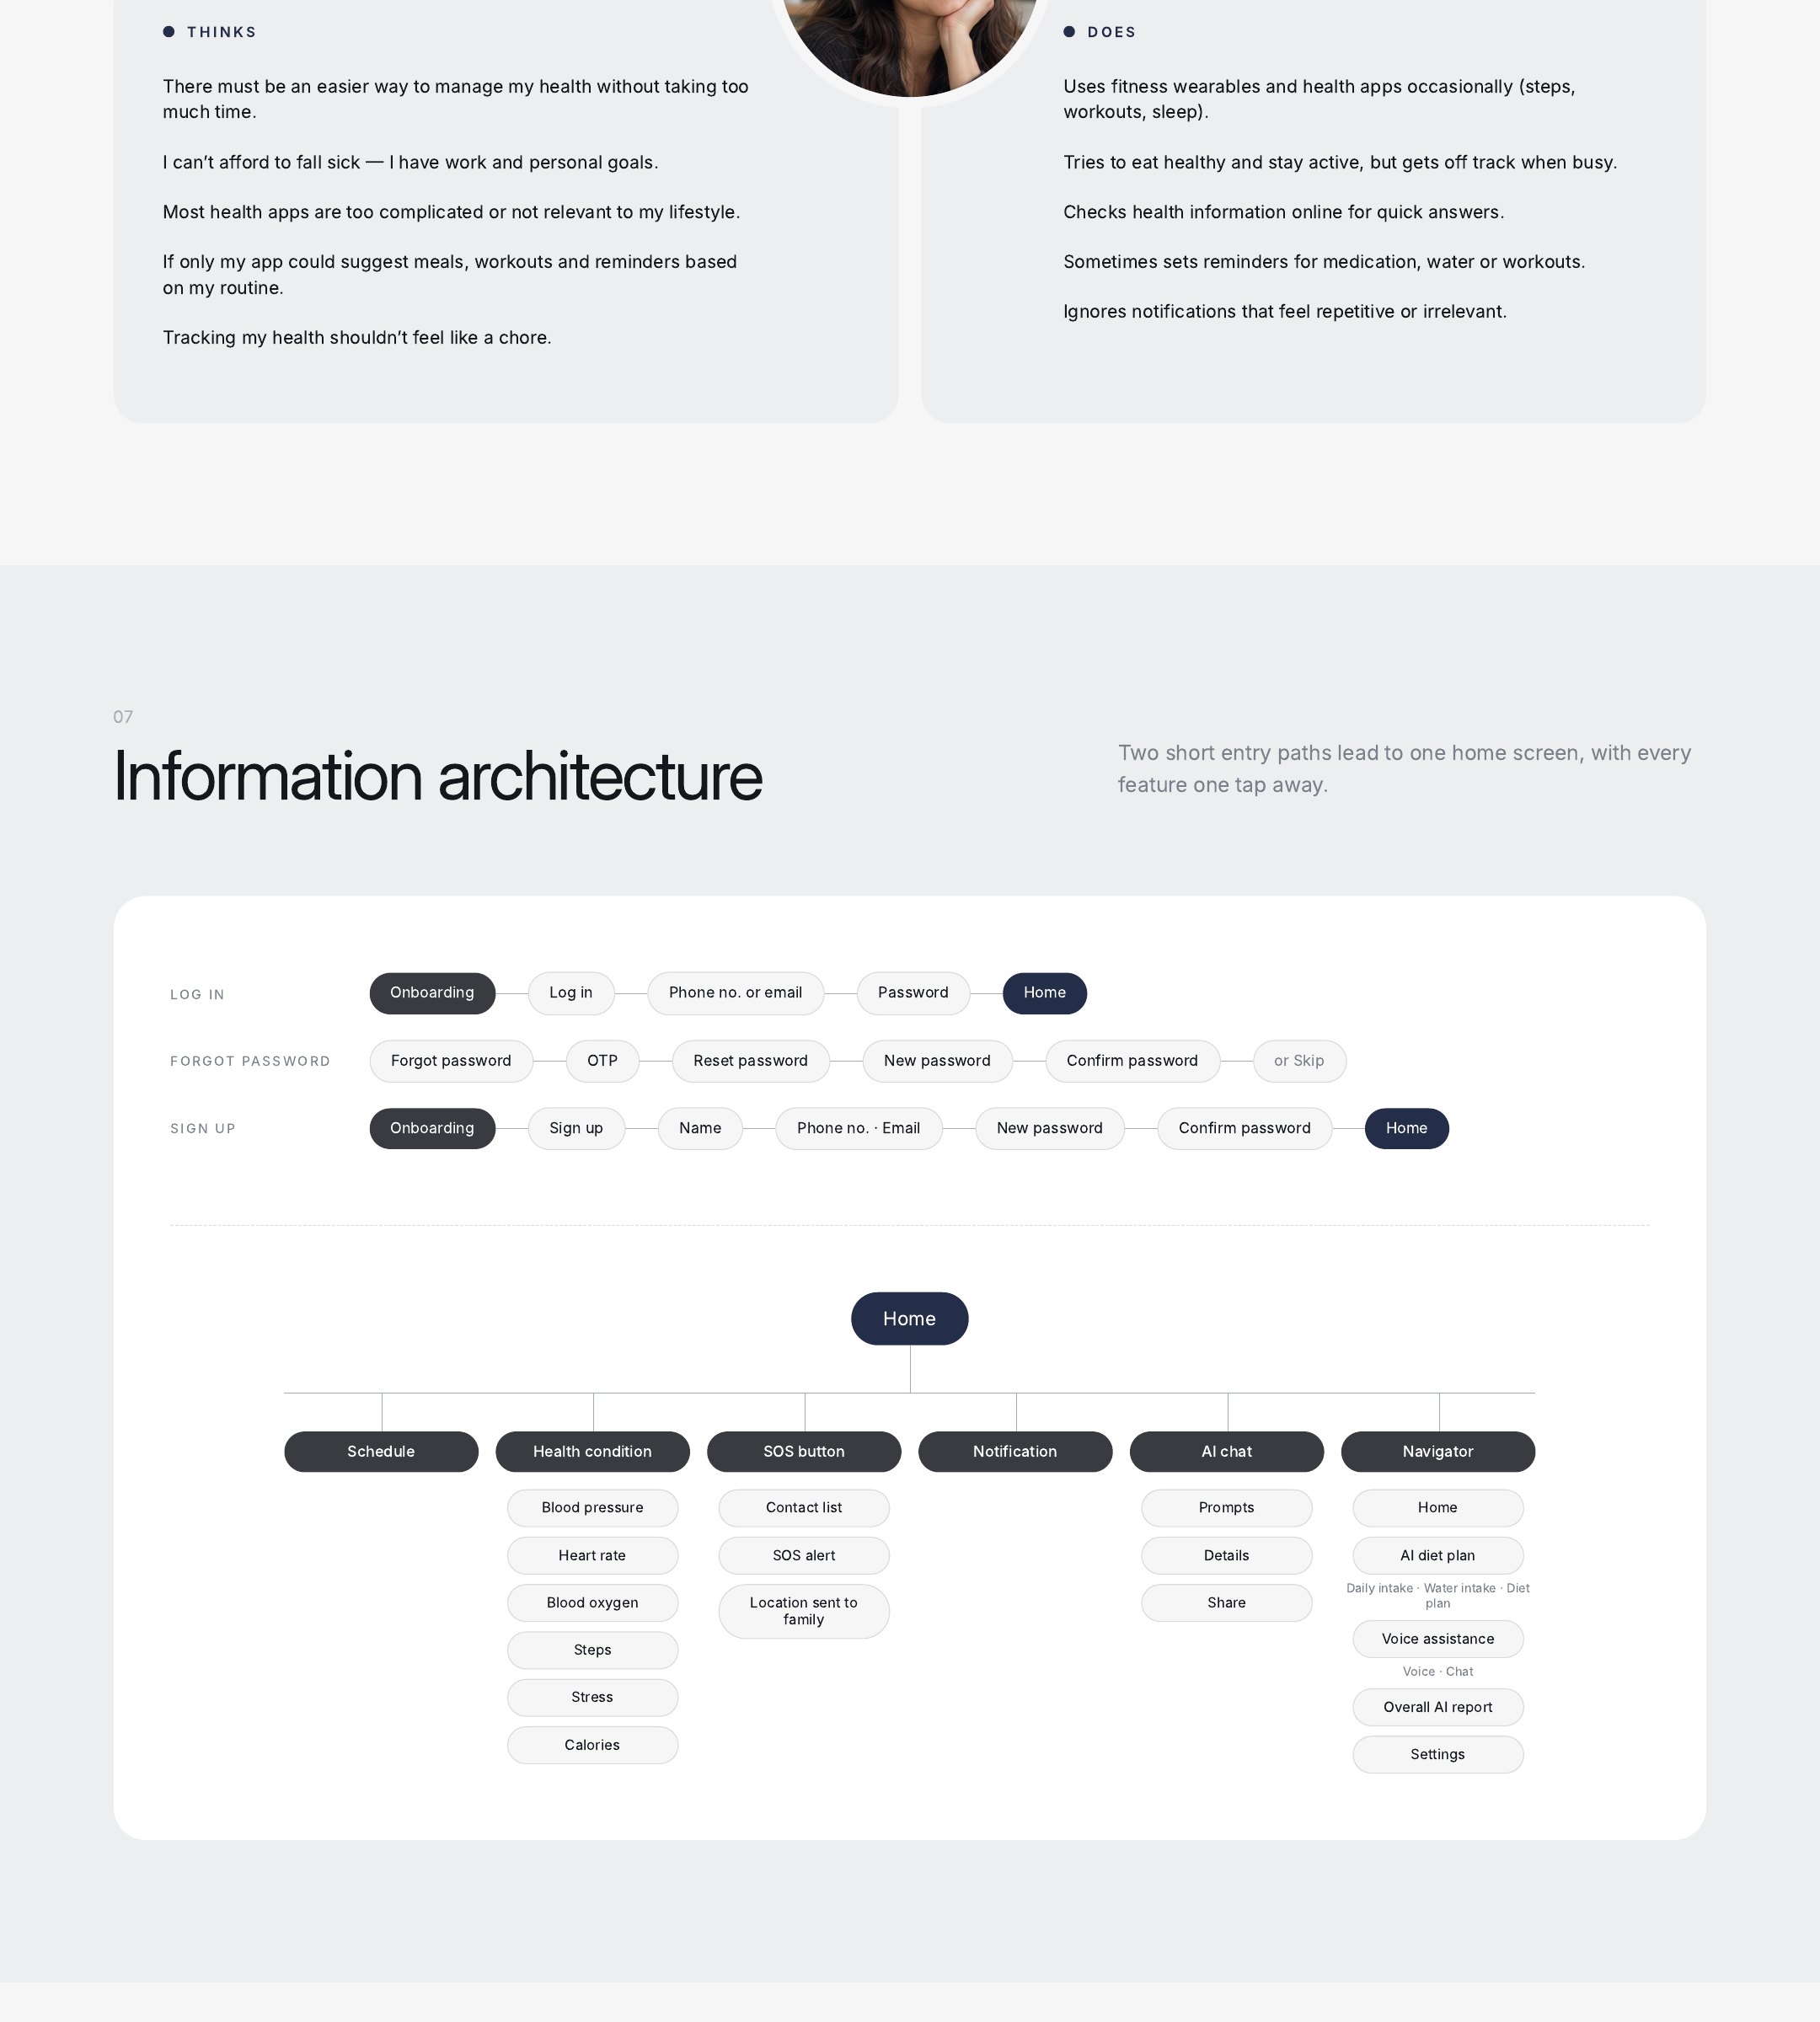 THINKS
There must be an easier way to manage my health without taking too
much time.
I can’t afford to fall sick — I have work and personal goals.
Most health apps are too complicated or not relevant to my lifestyle.
If only my app could suggest meals, workouts and reminders based
on my routine.
Tracking my health shouldn’t feel like a chore.
DOES
Uses fitness wearables and health apps occasionally (steps,
workouts, sleep).
Tries to eat healthy and stay active, but gets off track when busy.
Checks health information online for quick answers.
Sometimes sets reminders for medication, water or workouts.
Ignores notifications that feel repetitive or irrelevant.
07
Information architecture
Two short entry paths lead to one home screen, with every
feature one tap away.
LOG IN
Onboarding
Log in
Phone no. or email
Password
Home
FORGOT PASSWORD
Forgot password
OTP
Reset password
New password
Confirm password
or Skip
SIGN UP
Onboarding
Sign up
Name
Phone no. · Email
New password
Confirm password
Home
Home
Schedule
Health condition
Blood pressure
Heart rate
Blood oxygen
Steps
Stress
Calories
SOS button
Contact list
SOS alert
Location sent to
family
Notification
AI chat
Prompts
Details
Share
Navigator
Home
AI diet plan
Daily intake · Water intake · Diet
plan
Voice assistance
Voice · Chat
Overall AI report
Settings